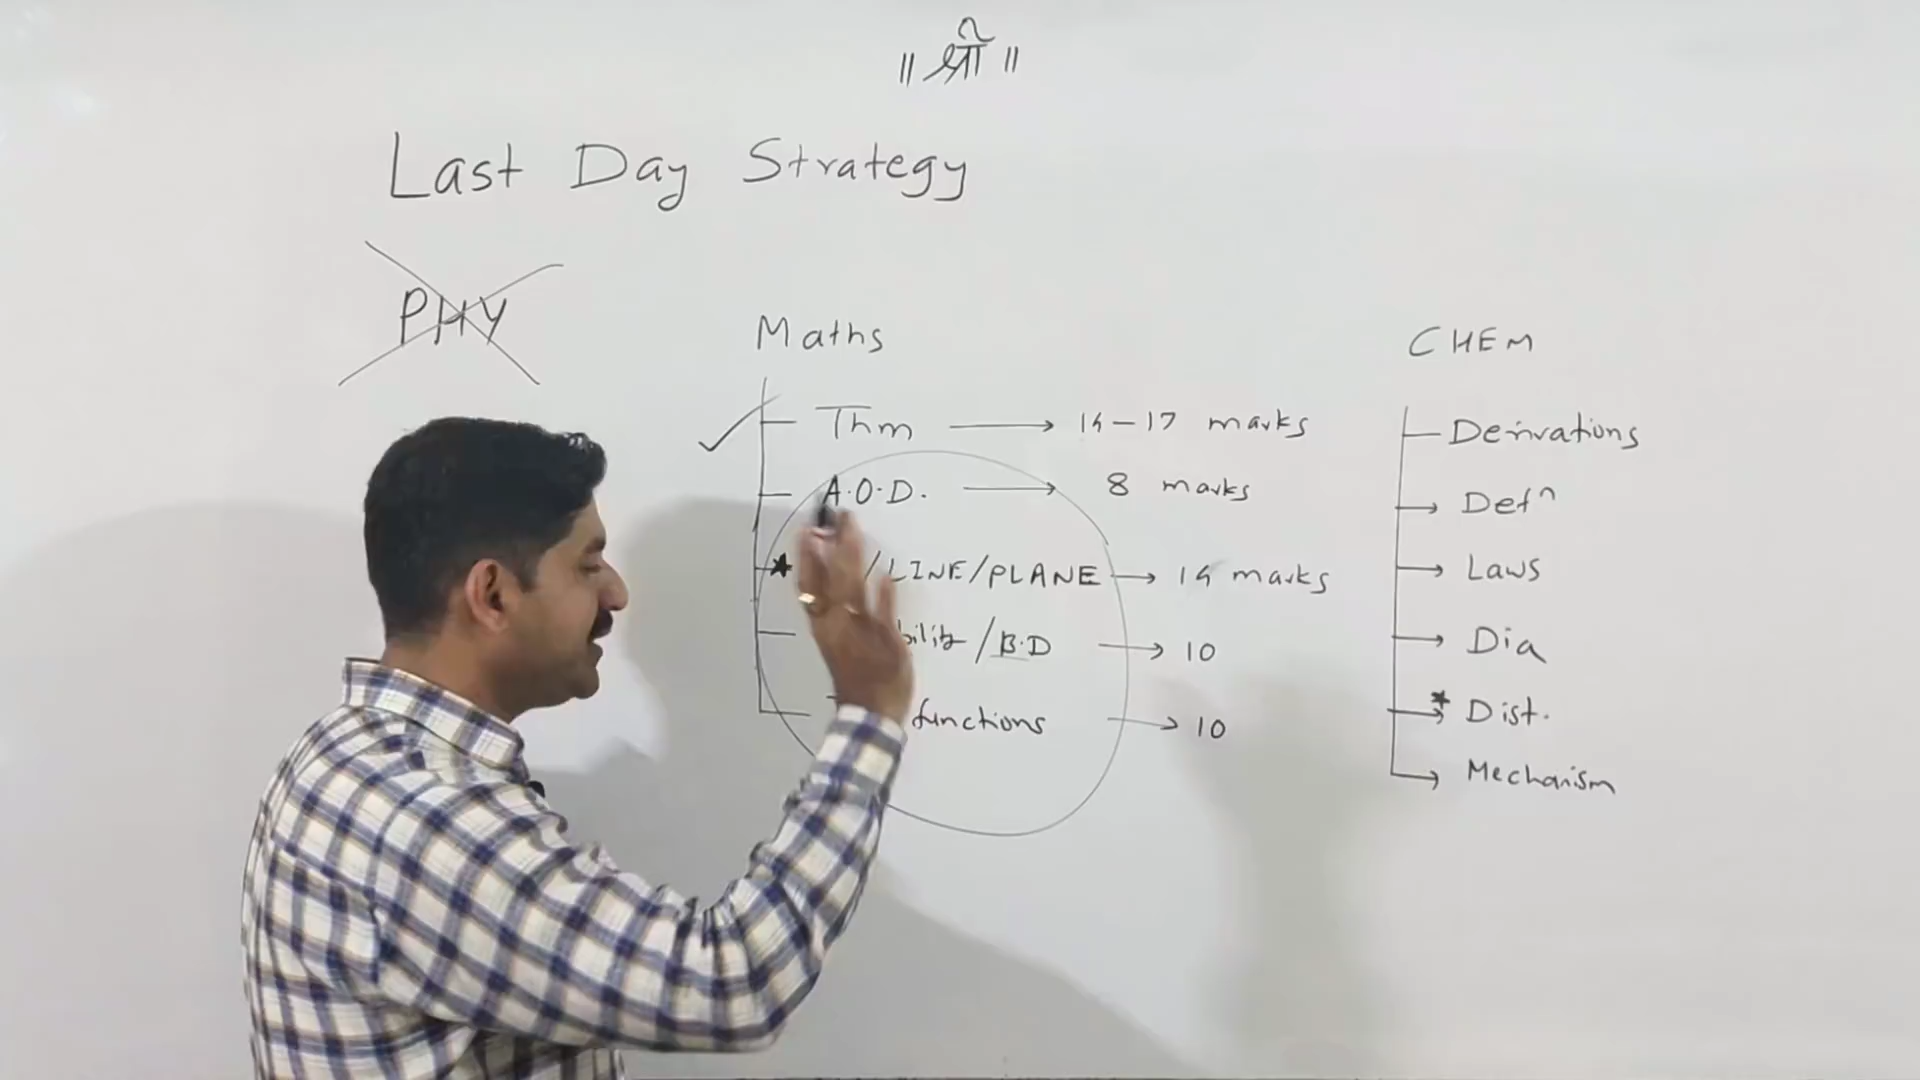 ॥ श्री ॥
Last Day Strategy
PHY
Maths
Thm → 14-17 marks
A.O.D. → 8 marks
/LINE/PLANE → 14 marks
/B.D → 10
functions → 10
CHEM
Derivations
Defn
Laws
Dia
Dist.
Mechanism